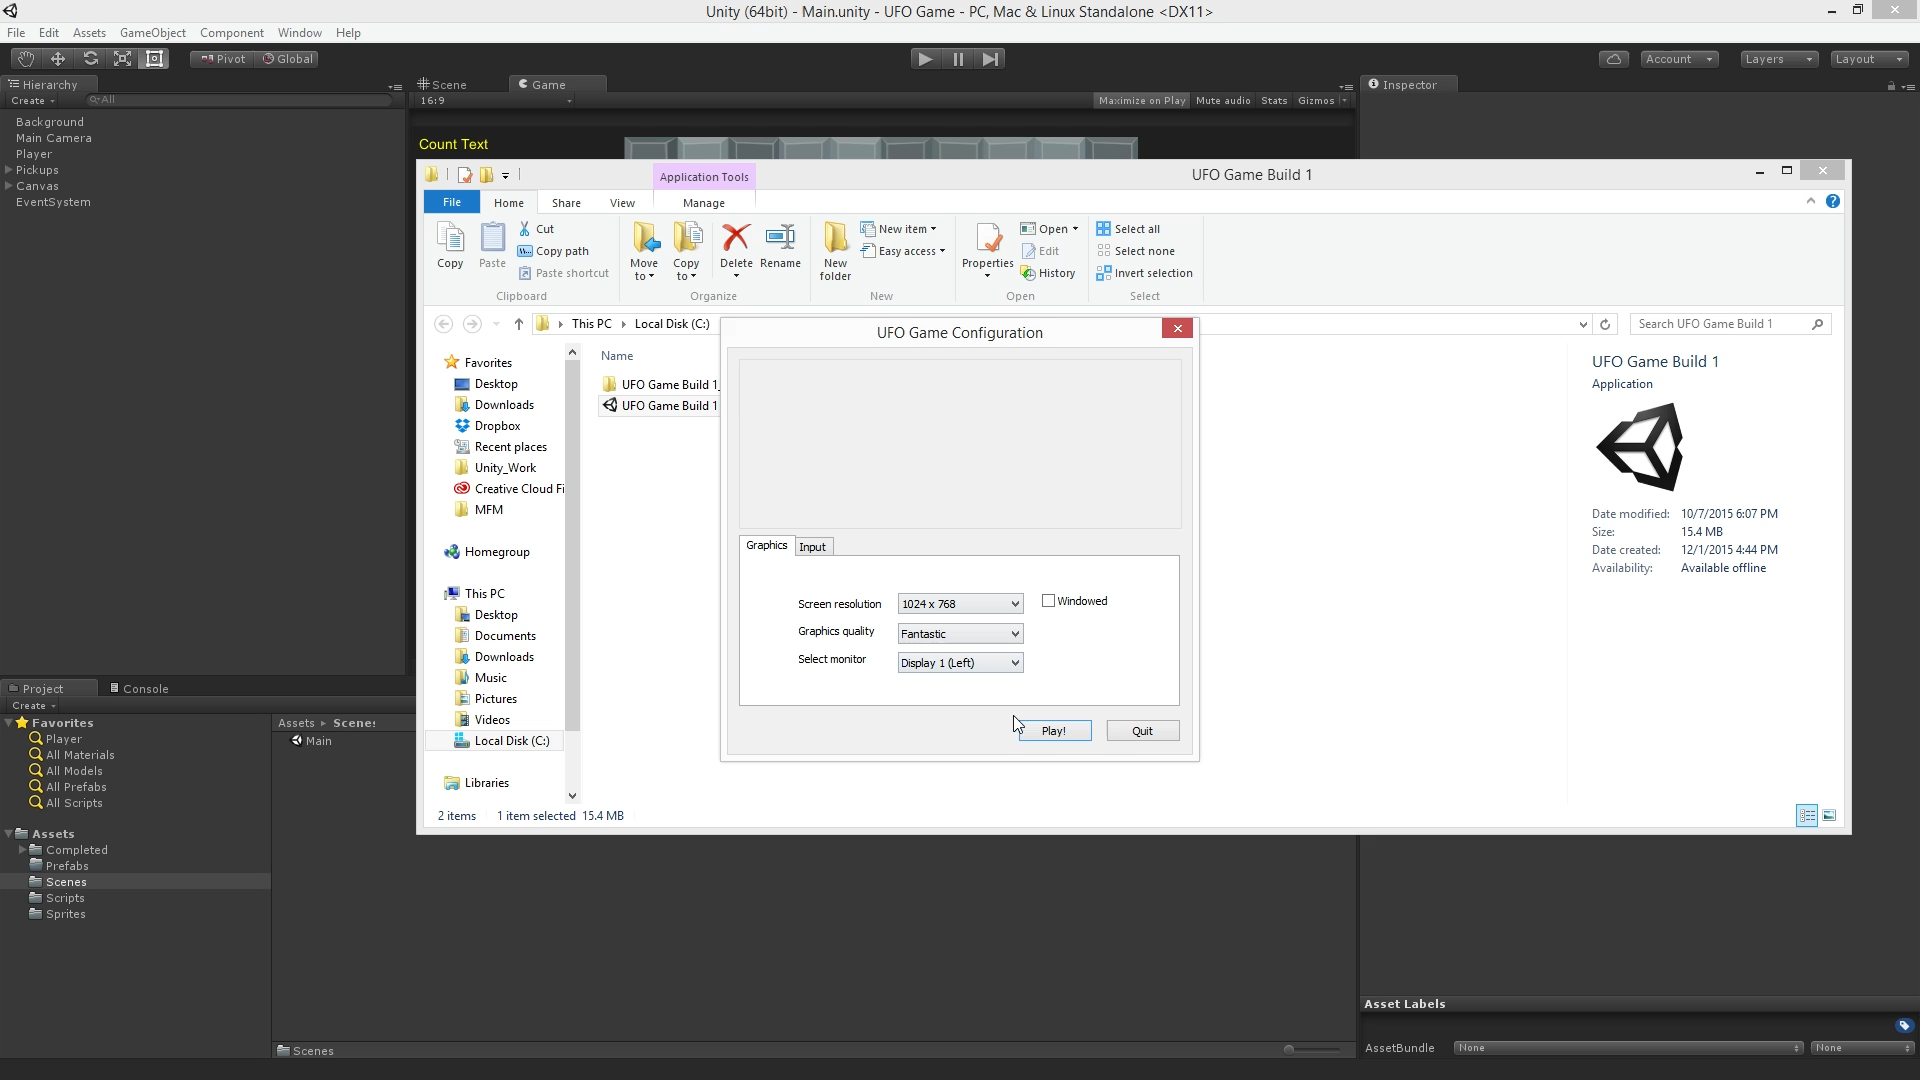 Unity (64bit) - Main.unity - UFO Game - PC, Mac & Linux Standalone <DX11>
File Edit Assets GameObject Component Window Help
Pivot Global Account Layers Layout
Hierarchy
Create All
Background
Main Camera
Player
Pickups
Canvas
EventSystem
Scene Game
16:9 Maximize on Play Mute audio Stats Gizmos
Count Text
Inspector
Application Tools
UFO Game Build 1
File Home Share View Manage
Copy
Paste
Cut
Copy path
Paste shortcut
Clipboard
Move to
Copy to
Delete
Rename
Organize
New folder
New item
Easy access
New
Properties
Open
Edit
History
Open
Select all
Select none
Invert selection
Select
This PC Local Disk (C:)
Search UFO Game Build 1
Favorites
Desktop
Downloads
Dropbox
Recent places
Unity_Work
Creative Cloud Fi
MFM
Homegroup
This PC
Desktop
Documents
Downloads
Music
Pictures
Videos
Local Disk (C:)
Libraries
Name
UFO Game Build 1_
UFO Game Build 1
2 items 1 item selected 15.4 MB
UFO Game Configuration
Graphics Input
Screen resolution 1024 x 768 Windowed
Graphics quality Fantastic
Select monitor Display 1 (Left)
Play! Quit
UFO Game Build 1
Application
Date modified: 10/7/2015 6:07 PM
Size: 15.4 MB
Date created: 12/1/2015 4:44 PM
Availability: Available offline
Project Console
Create
Favorites
Player
All Materials
All Models
All Prefabs
All Scripts
Assets
Completed
Prefabs
Scenes
Scripts
Sprites
Assets Scene:
Main
Scenes
Asset Labels
AssetBundle None None